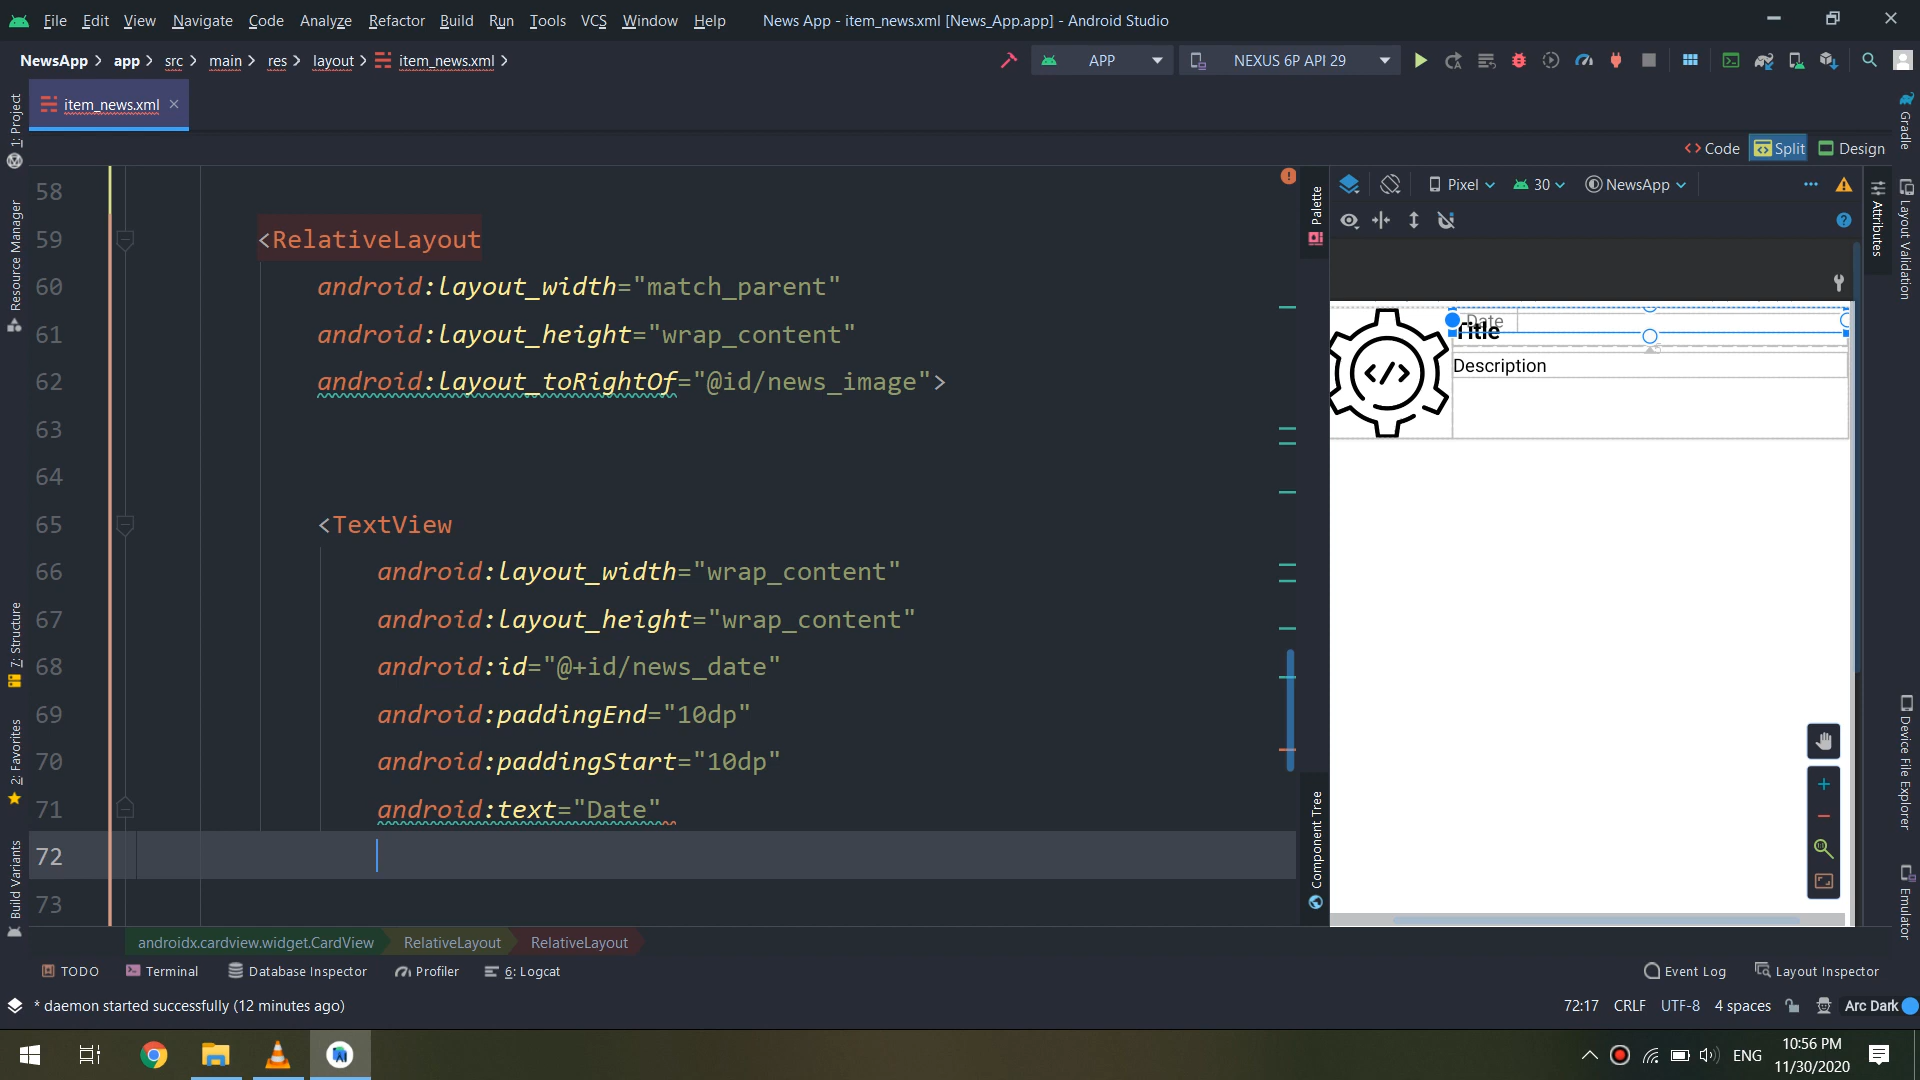 File Edit View Navigate Code Analyze Refactor Build Run Tools VCS Window Help News App - item_news.xml [News_App.app] - Android Studio
NewsApp app src main res layout item_news.xml APP NEXUS 6P API 29
item_news.xml
Code Split Design
Pixel 30 NewsApp
58
59 <RelativeLayout
60 android:layout_width="match_parent"
61 android:layout_height="wrap_content"
62 android:layout_toRightOf="@id/news_image">
63
64
65 <TextView
66 android:layout_width="wrap_content"
67 android:layout_height="wrap_content"
68 android:id="@+id/news_date"
69 android:paddingEnd="10dp"
70 android:paddingStart="10dp"
71 android:text="Date"
72
73
Date
Title
Description
1: Project
Resource Manager
7: Structure
2: Favorites
Build Variants
Palette
Component Tree
Attributes
Gradle
Layout Validation
Device File Explorer
Emulator
androidx.cardview.widget.CardView RelativeLayout RelativeLayout
TODO Terminal Database Inspector Profiler 6: Logcat Event Log Layout Inspector
* daemon started successfully (12 minutes ago) 72:17 CRLF UTF-8 4 spaces Arc Dark
ENG 10:56 PM
11/30/2020